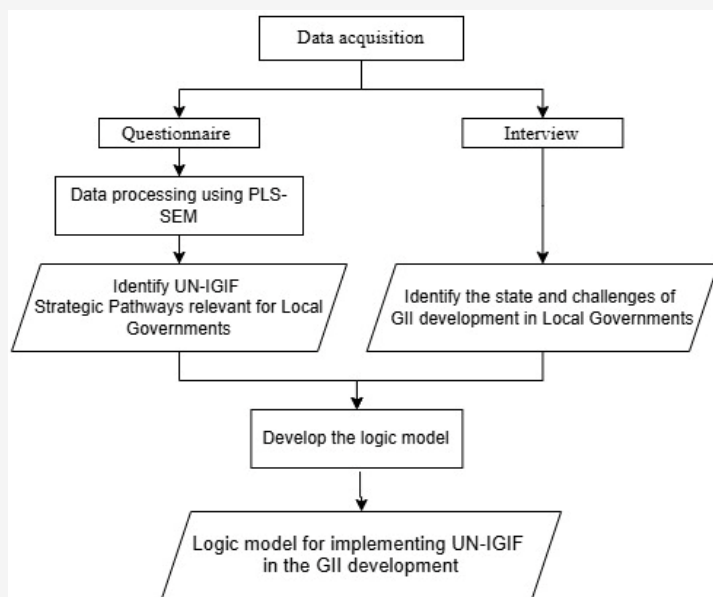 Data acquisition
Questionnaire
Interview
Data processing using PLS-
SEM
Identify UN-IGIF
Strategic Pathways relevant for Local
Governments
Identify the state and challenges of
GII development in Local Governments
Develop the logic model
Logic model for implementing UN-IGIF
in the GII development